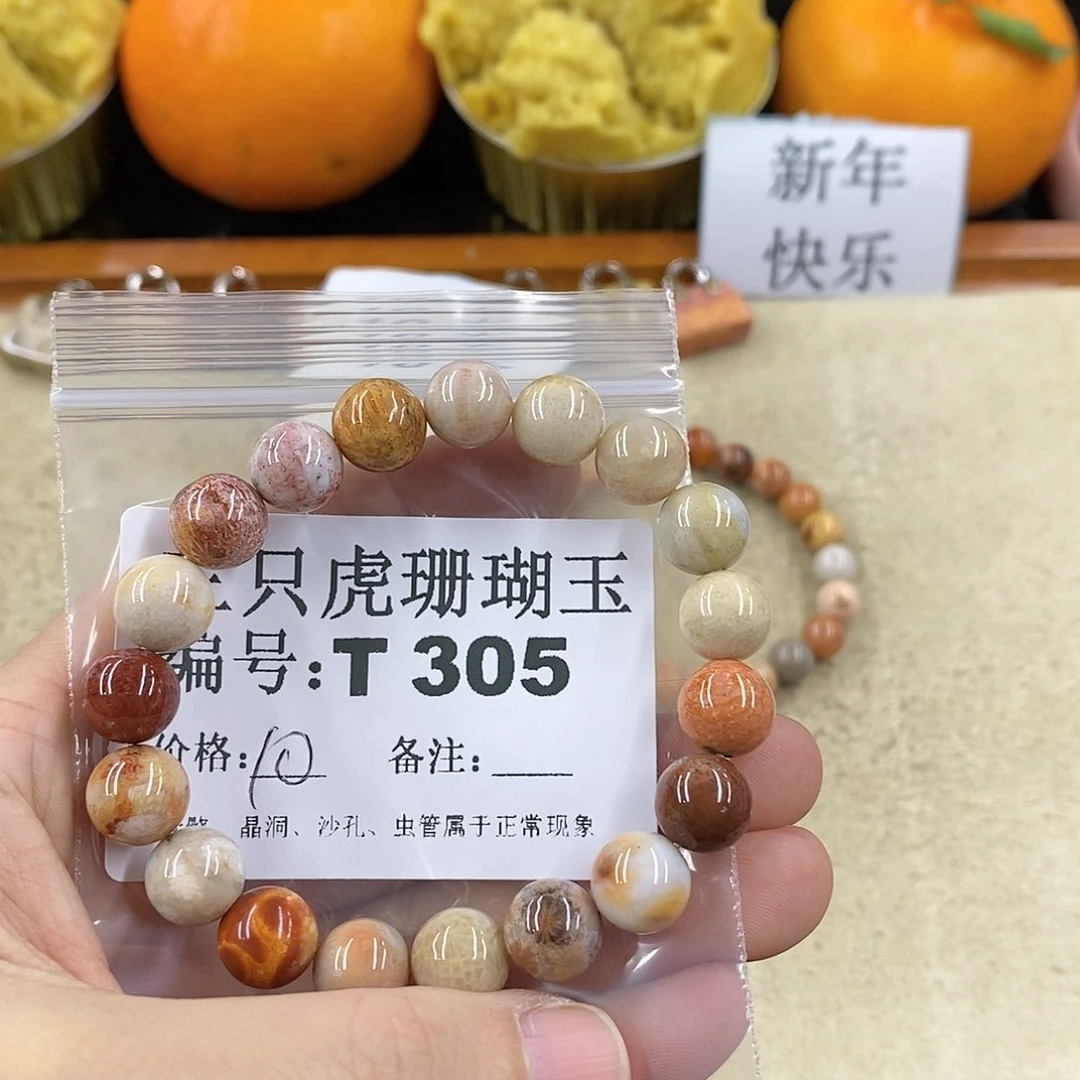 新年
快乐
只虎珊瑚玉
编号:T 305
价格:10 备注:
晶洞、沙孔、虫管属于正常现象